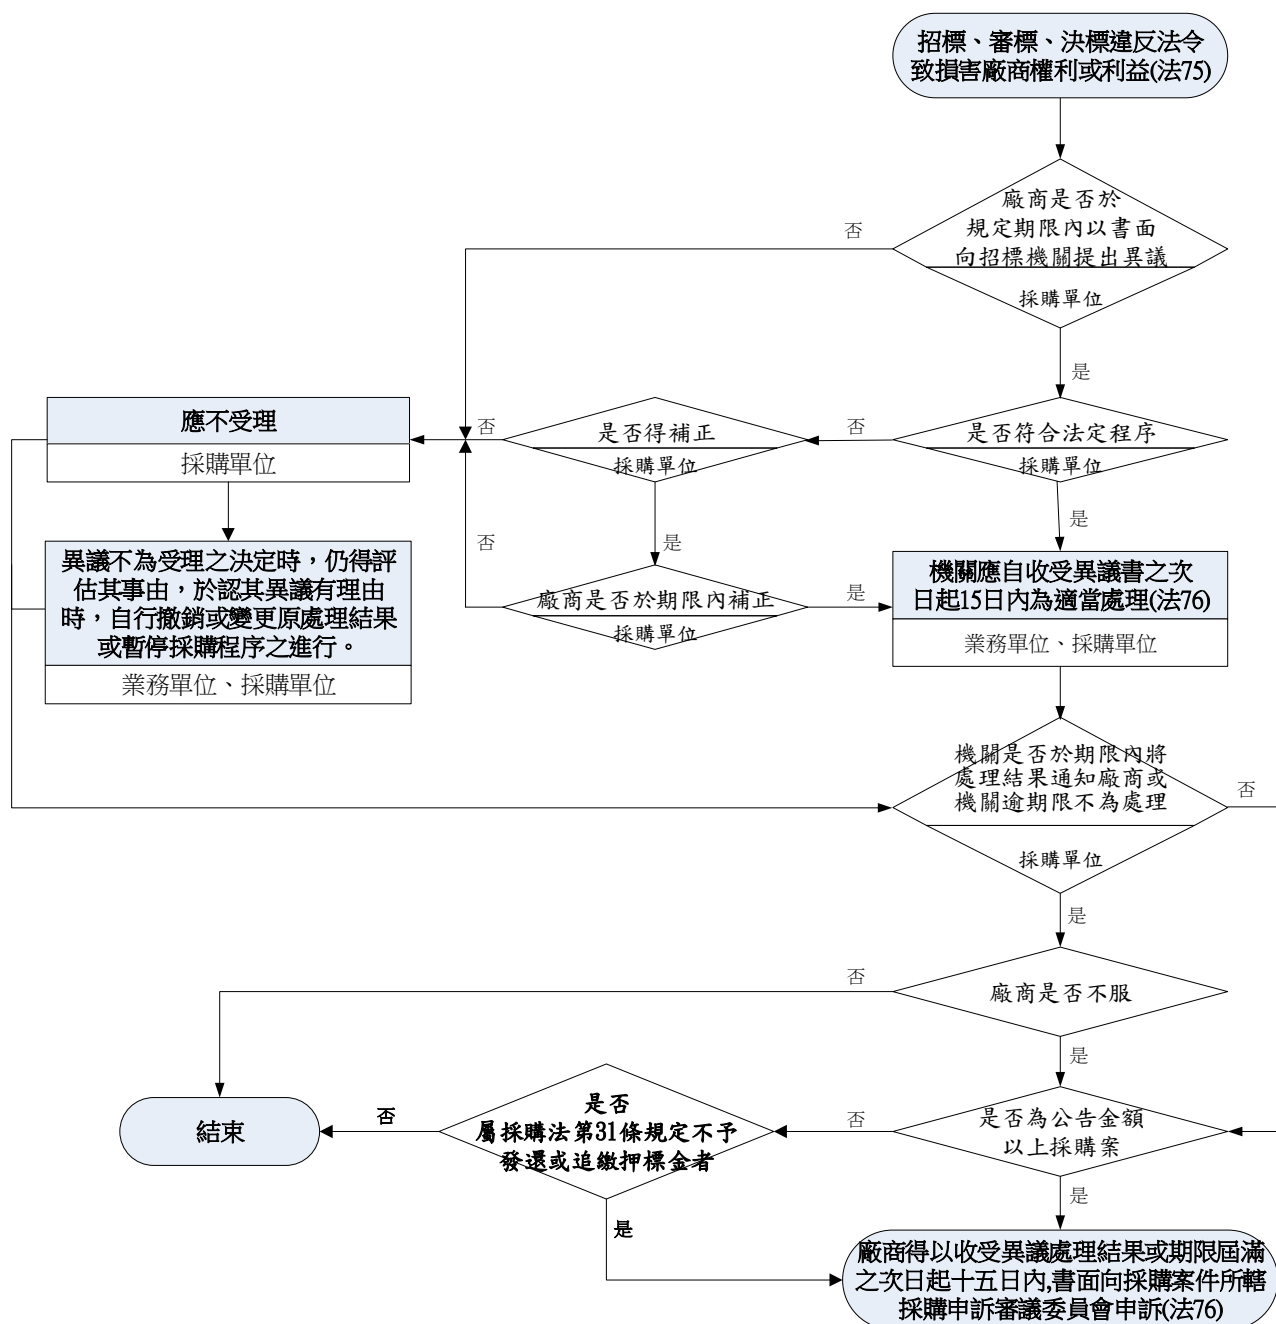 招標、審標、決標違反法令
致損害廠商權利或利益(法75)
廠商是否於
規定期限內以書面
向招標機關提出異議
採購單位
否
是
應不受理
採購單位
否
是否得補正
採購單位
否
是否符合法定程序
採購單位
是
是
否
異議不為受理之決定時，仍得評
估其事由，於認其異議有理由
時，自行撤銷或變更原處理結果
或暫停採購程序之進行。
業務單位、採購單位
廠商是否於期限內補正
採購單位
是
機關應自收受異議書之次
日起15日內為適當處理(法76)
業務單位、採購單位
機關是否於期限內將
處理結果通知廠商或
機關逾期限不為處理
採購單位
否
是
否
廠商是否不服
是
結束
否
是否
屬採購法第31條規定不予
發還或追繳押標金者
否
是否為公告金額
以上採購案
是
是
廠商得以收受異議處理結果或期限屆滿
之次日起十五日內,書面向採購案件所轄
採購申訴審議委員會申訴(法76)